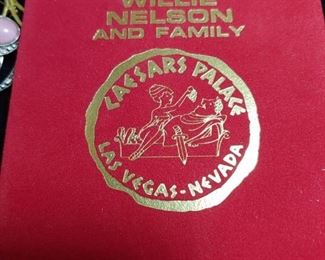 WILLIE
NELSON
AND FAMILY
CAESARS PALACE
LAS VEGAS-NEVADA